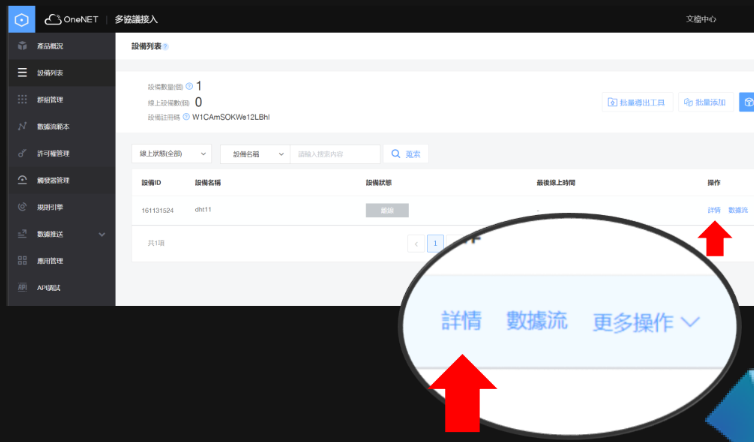 OneNET 多協議接入 文檔中心
產品概況
設備列表
群組管理
數據流範本
許可權管理
觸發器管理
規則引擎
數據推送
應用管理
API調試
設備列表
設備數量(個) 1
線上設備數(個) 0
設備註冊碼 W1CAmSOKWe12LBhI
批量導出工具 批量添加
線上狀態(全部) 設備名稱 請輸入搜索內容 蒐索
設備ID 設備名稱 設備狀態 最後線上時間 操作
161131524 dht11 離線 詳情 數據流
共1項 1
詳情 數據流 更多操作